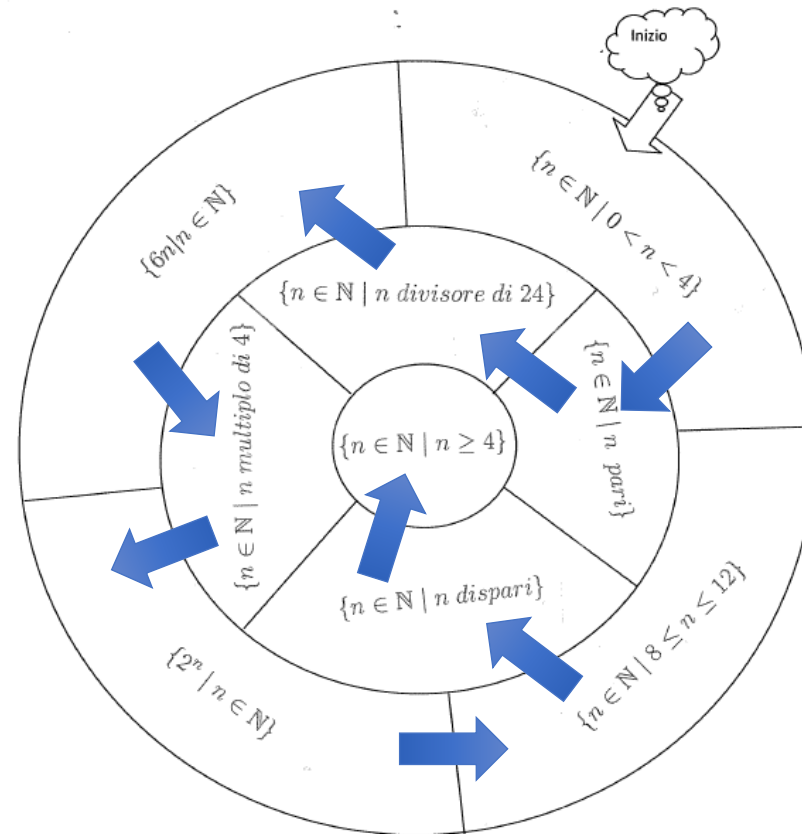 Inizio
{n ∈ ℕ | 0 < n < 4}
{6n|n ∈ ℕ}
{n ∈ ℕ | n divisore di 24}
{n ∈ ℕ | n pari}
{n ∈ ℕ | n multiplo di 4}
{n ∈ ℕ | n ≥ 4}
{n ∈ ℕ | n dispari}
{n ∈ ℕ | 8 ≤ n ≤ 12}
{2ⁿ | n ∈ ℕ}